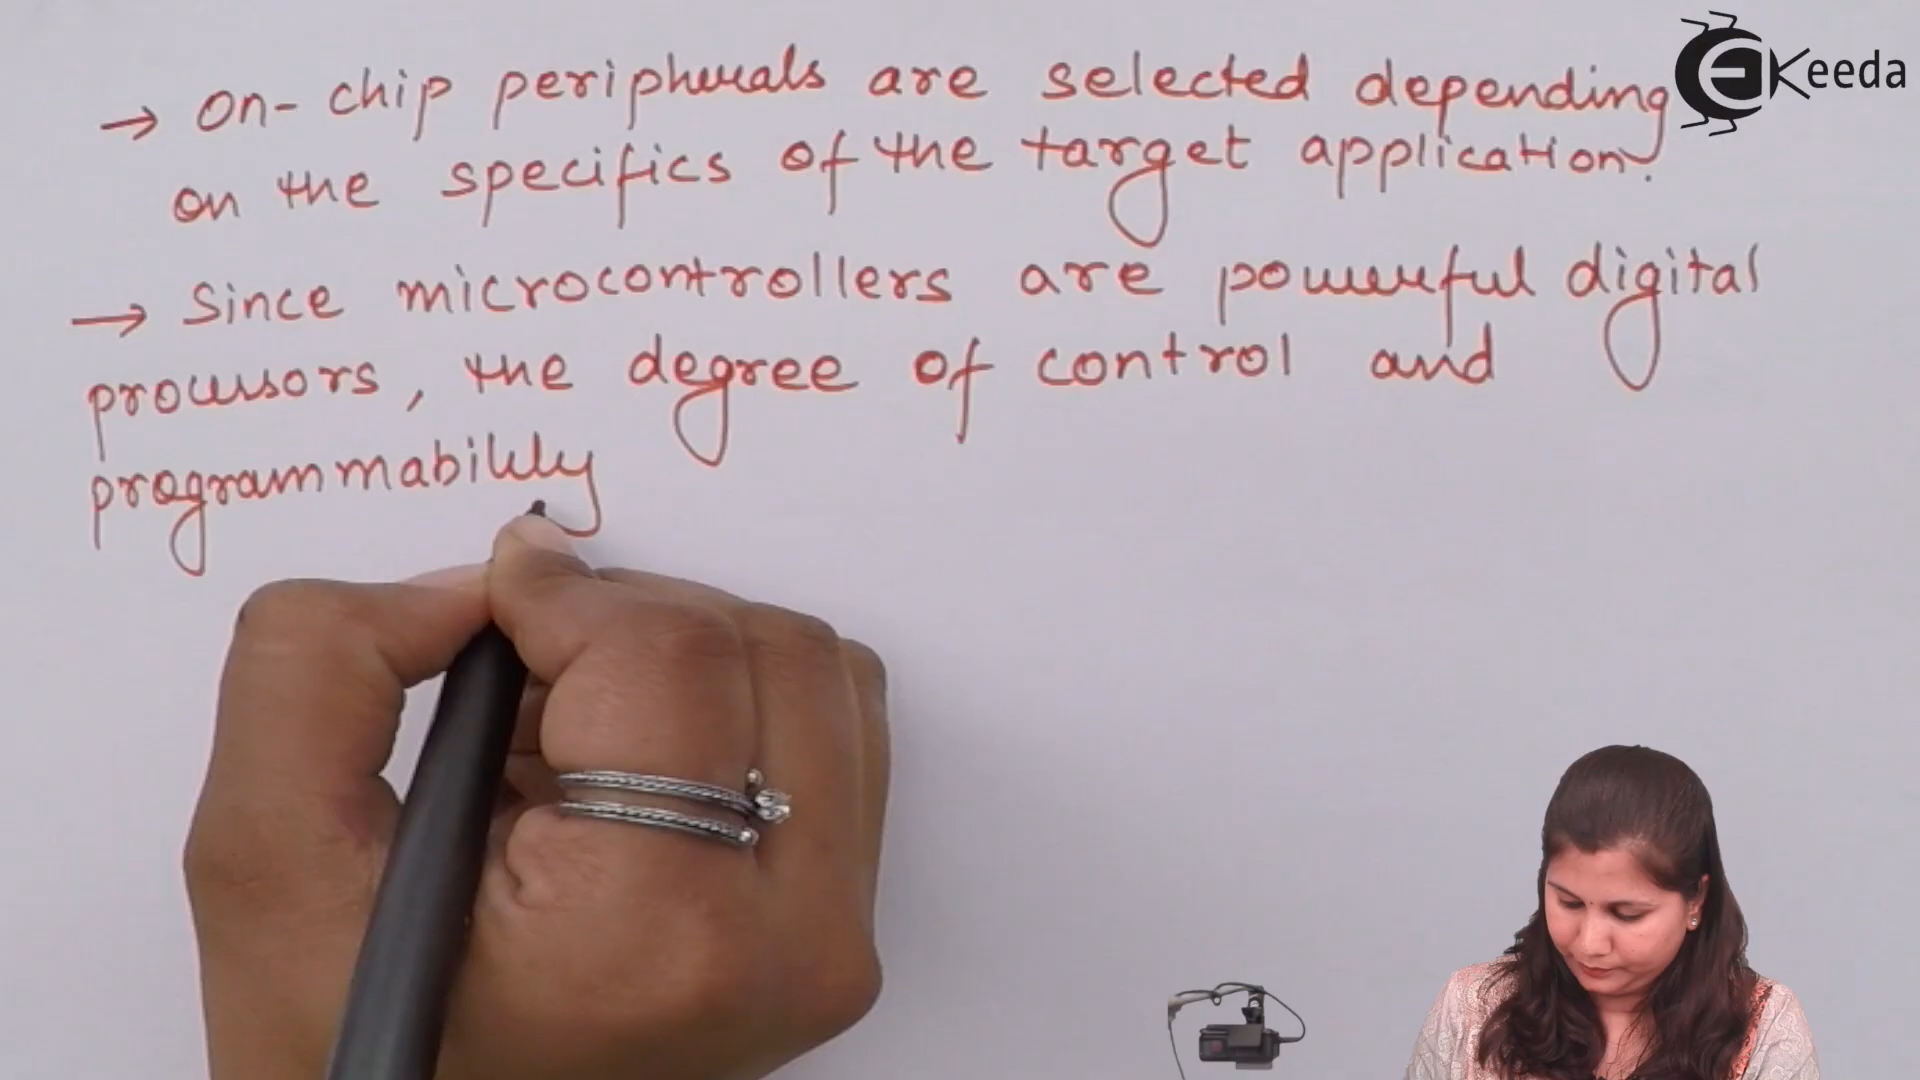 → On-chip peripherals are selected depending
on the specifics of the target application.
→ Since microcontrollers are powerful digital
processors, the degree of control and
programmability
EKeeda